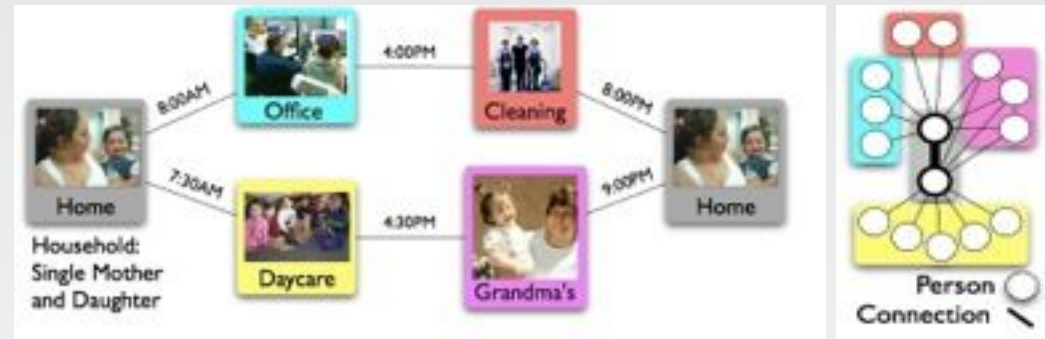 Office
4:00PM
Cleaning
8:00AM
8:00PM
Home
7:30AM
9:00PM
Home
Household:
Single Mother
and Daughter
Daycare
4:30PM
Grandma's
Person
Connection